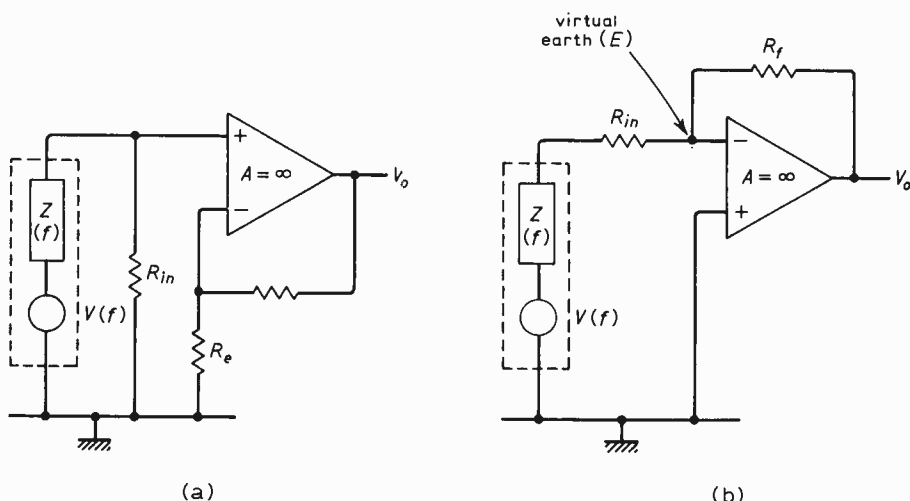 virtual
earth (E)
R_f
R_in
+
A = ∞
−
V_o
Z
(f)
R_in
V(f)
R_e
−
A = ∞
+
V_o
Z
(f)
V(f)
(a)
(b)